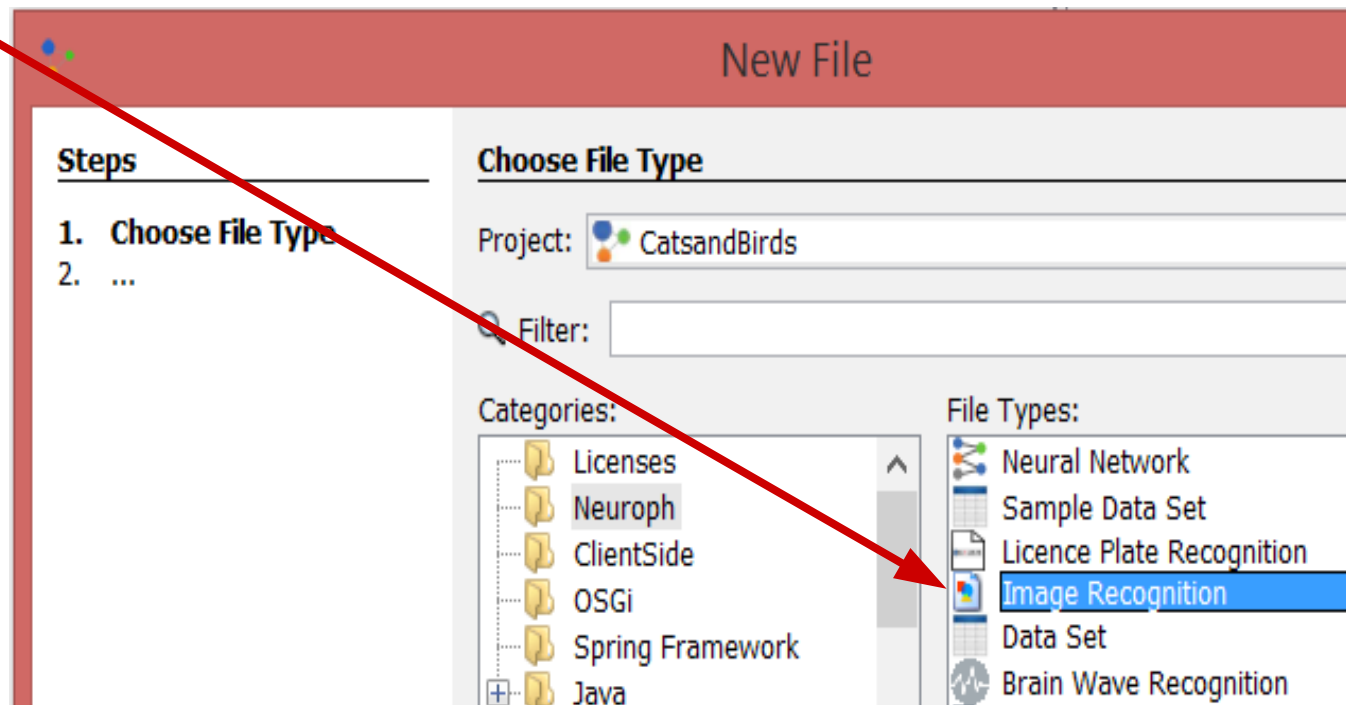 New File
Steps
1. Choose File Type
2. ...
Choose File Type
Project: CatsandBirds
Filter:
Categories:
Licenses
Neuroph
ClientSide
OSGi
Spring Framework
Java
File Types:
Neural Network
Sample Data Set
Licence Plate Recognition
Image Recognition
Data Set
Brain Wave Recognition